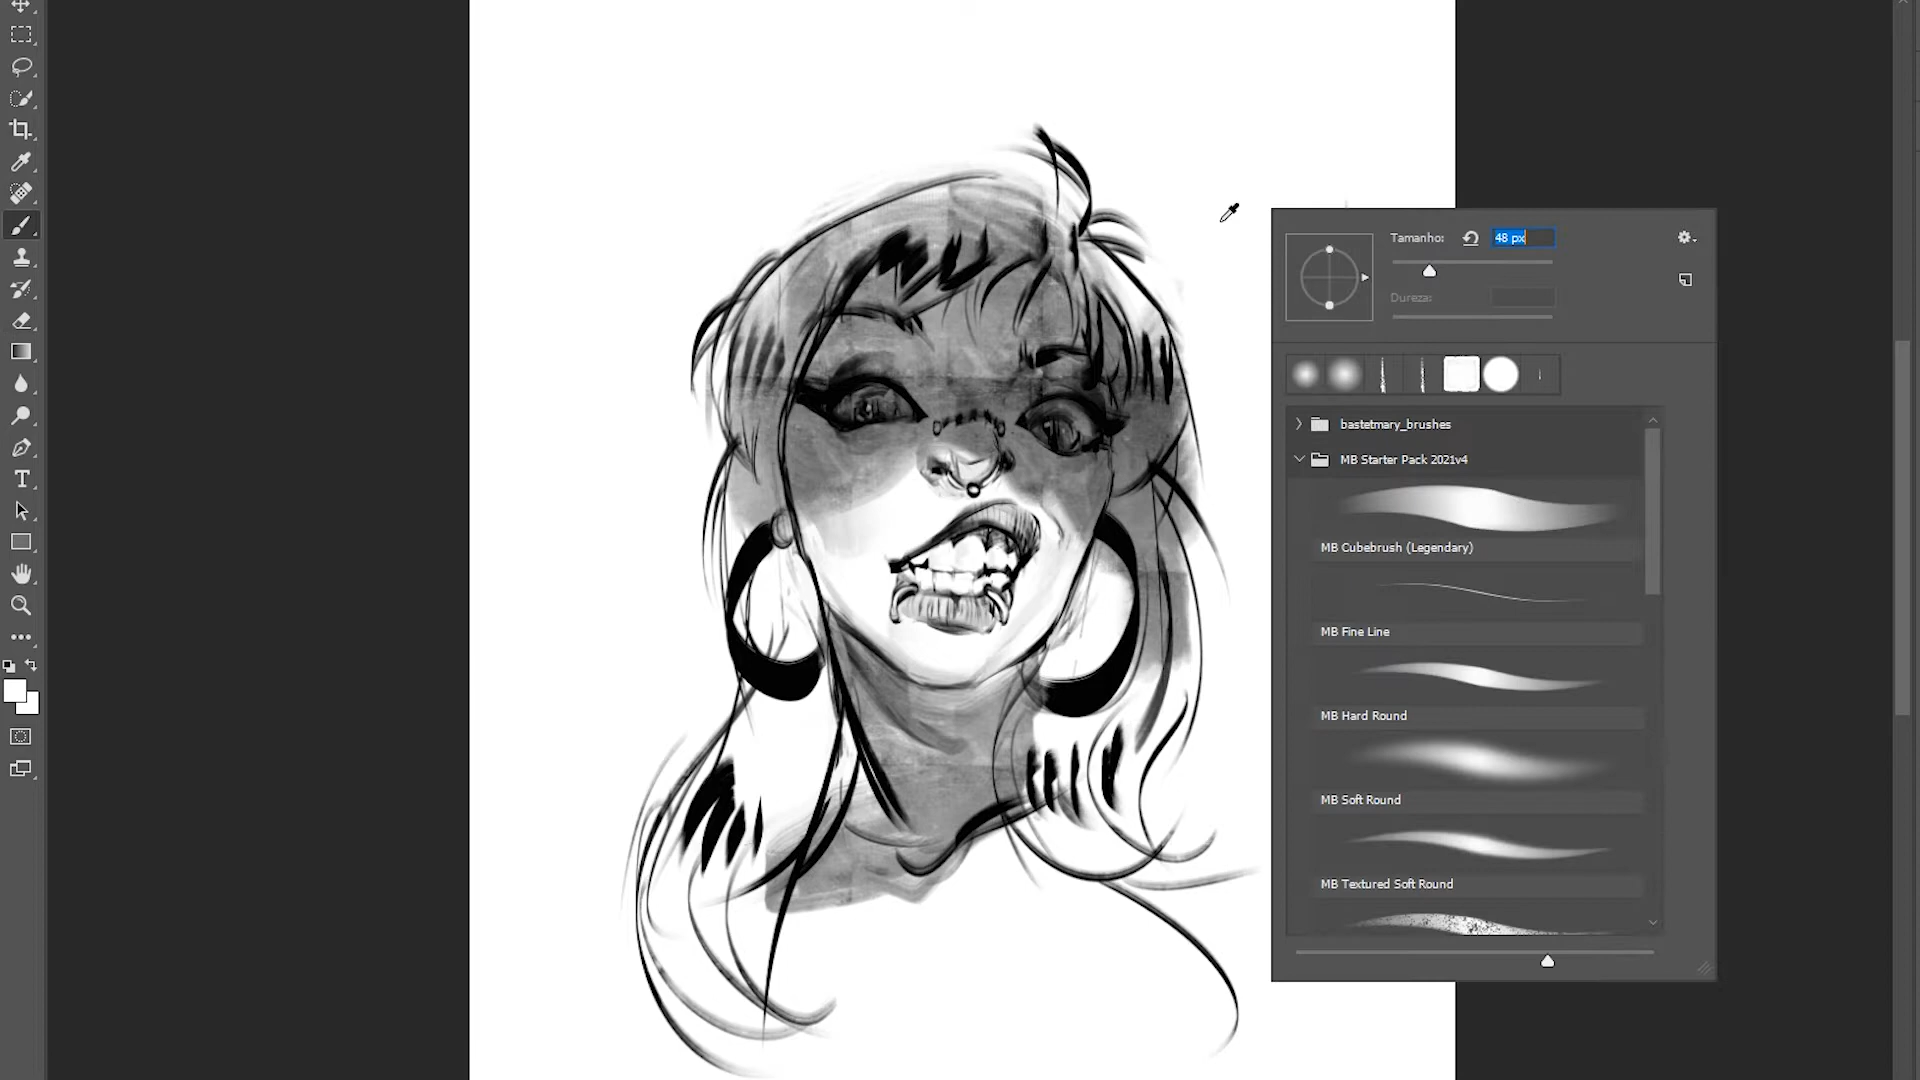 Tamanho:
48 px
Dureza:
bastetmary_brushes
MB Starter Pack 2021v4
MB Cubebrush (Legendary)
MB Fine Line
MB Hard Round
MB Soft Round
MB Textured Soft Round